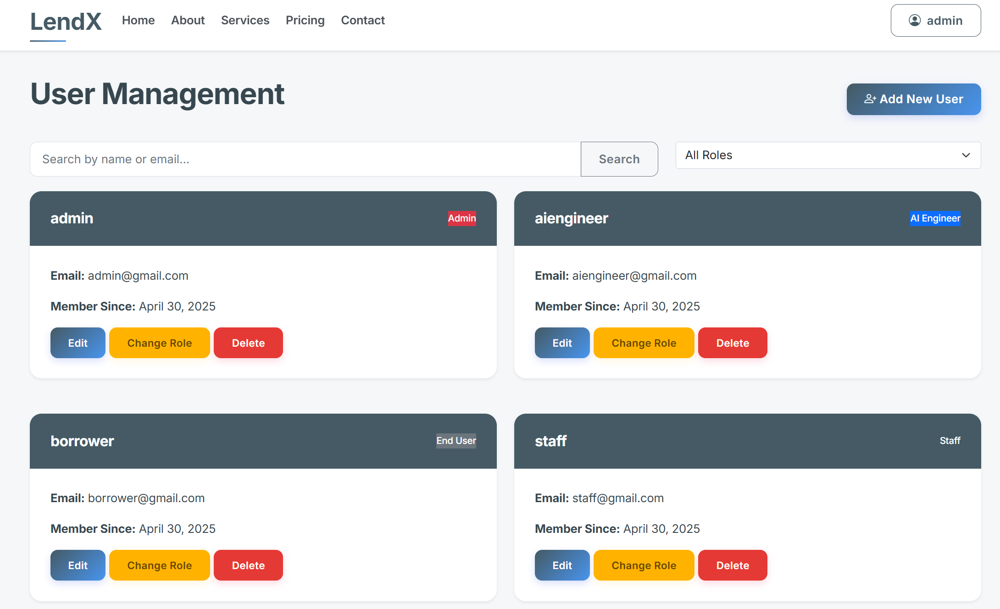 LendX Home About Services Pricing Contact admin
User Management
Add New User
Search by name or email...
Search
All Roles
admin Admin
Email: admin@gmail.com
Member Since: April 30, 2025
Edit Change Role Delete
aiengineer AI Engineer
Email: aiengineer@gmail.com
Member Since: April 30, 2025
Edit Change Role Delete
borrower End User
Email: borrower@gmail.com
Member Since: April 30, 2025
Edit Change Role Delete
staff Staff
Email: staff@gmail.com
Member Since: April 30, 2025
Edit Change Role Delete